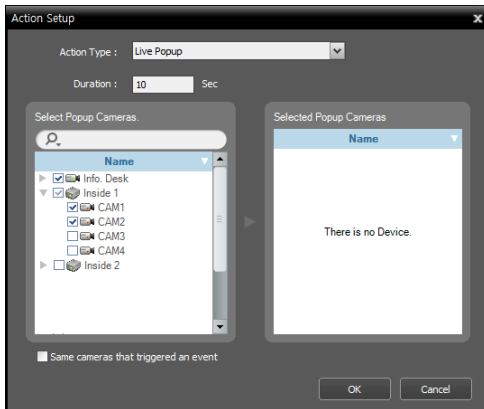 Action Setup
Action Type :
Live Popup
Duration :
10
Sec
Select Popup Cameras.
Name
Info. Desk
Inside 1
CAM1
CAM2
CAM3
CAM4
Inside 2
Selected Popup Cameras
Name
There is no Device.
Same cameras that triggered an event
OK
Cancel